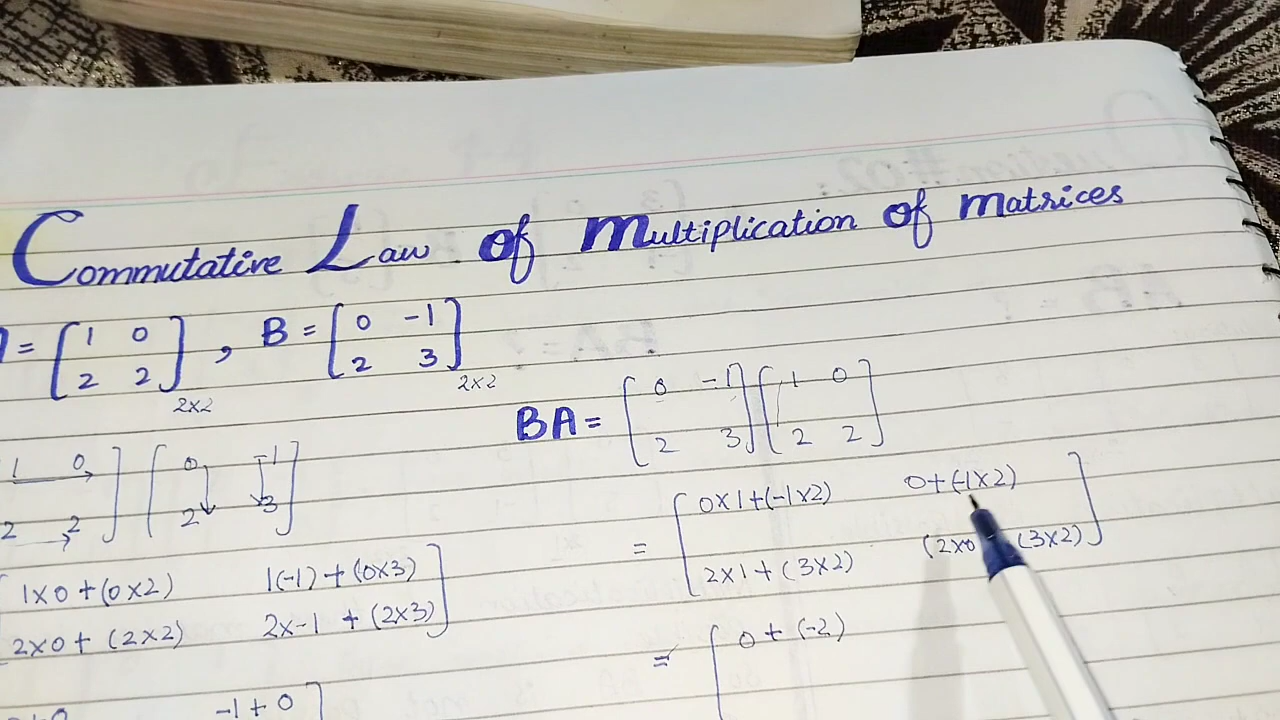 Commutative Law of Multiplication of matrices
= [1 0 2 2] 2x2 , B = [0 -1 2 3] 2x2
BA = [0 -1 2 3] [1 0 2 2]
1 0 2 2] [0 -1 2 3]
= [0x1+(-1x2) 0+(-1x2)
2x1+(3x2) (2x0 (3x2)]
[1x0+(0x2) 1(-1)+(0x3)
2x0+(2x2) 2x-1 + (2x3)]
= [0+(-2)
-1+0]